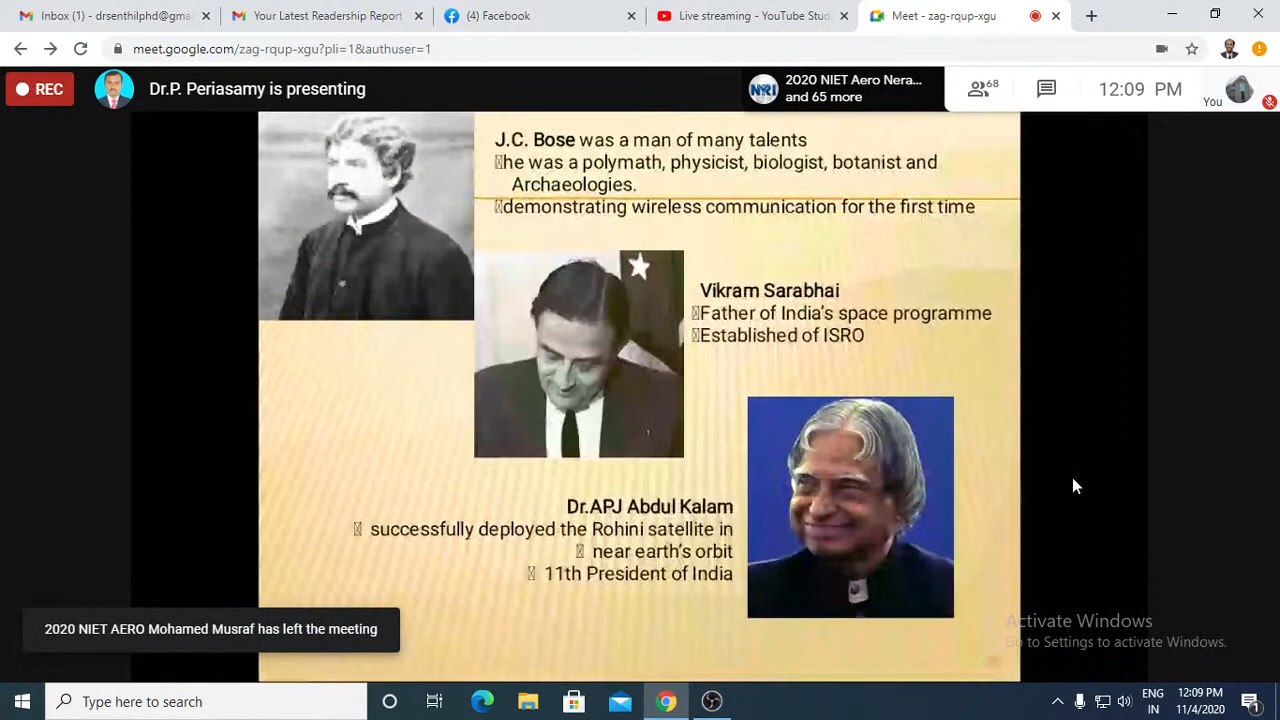 Inbox (1) - drsenthilphd@gma
Your Latest Readership Report
(2) Facebook
Live streaming - YouTube Stud
Meet - zag-rqup-xgu
meet.google.com/zag-rqup-xgu?pli=1&authuser=1
REC
Dr.P. Periasamy is presenting
NIRI
2020 NIET Aero Nera...
and 65 more
68
12:09 PM
You
J.C. Bose was a man of many talents
he was a polymath, physicist, biologist, botanist and
Archaeologies.
demonstrating wireless communication for the first time
Vikram Sarabhai
Father of India's space programme
Established of ISRO
Dr.APJ Abdul Kalam
successfully deployed the Rohini satellite in
near earth's orbit
11th President of India
2020 NIET AERO Mohamed Musraf has left the meeting
Activate Windows
Go to Settings to activate Windows.
Type here to search
ENG
IN
12:09 PM
11/4/2020
1